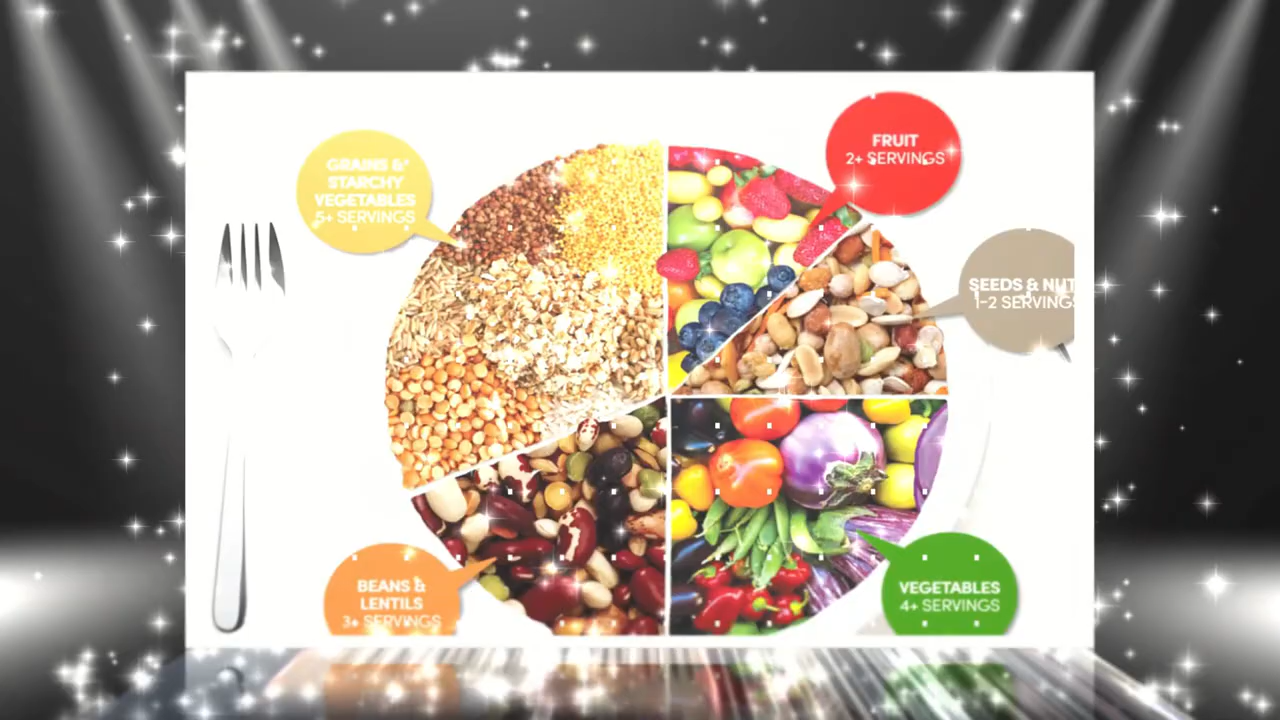 FRUIT
2+ SERVINGS
GRAINS &
STARCHY
VEGETABLES
5+ SERVINGS
SEEDS & NUT
1-2 SERVINGS
BEANS &
LENTILS
3+ SERVINGS
VEGETABLES
4+ SERVINGS